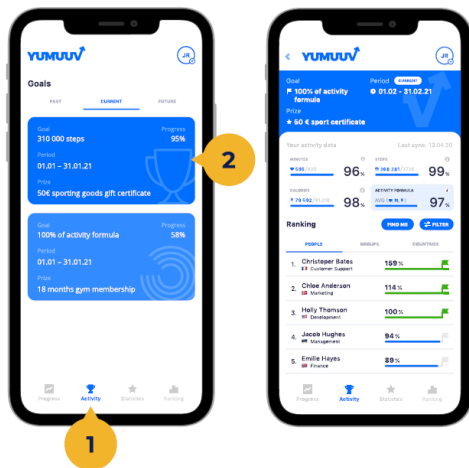 YUMUUV
JR
Goals
PAST CURRENT FUTURE
Goal Progress
310 000 steps 95%
Period
01.01 – 31.01.21
Prize
50€ sporting goods gift certificate
2
Goal Progress
100% of activity formula 58%
Period
01.01 – 31.01.21
Prize
18 months gym membership
Progress Activity Statistics Ranking
1
YUMUUV
JR
Goal Period CURRENT
100% of activity 01.02 - 31.02.21
formula
Prize
50 € sport certificate
Your activity data Last sync: 13.04.20
MINUTES STEPS
96% 99%
CALORIES ACTIVITY FORMULA
98% 97%
Ranking FIND ME FILTER
PEOPLE GROUPS COUNTRIES
1. Christoper Bates 159%
Customer Support
2. Chloe Anderson 114%
Marketing
3. Holly Thomson 100%
Development
4. Jacob Hughes 94%
Management
5. Emilie Hayes 89%
Finance
Progress Activity Statistics Ranking